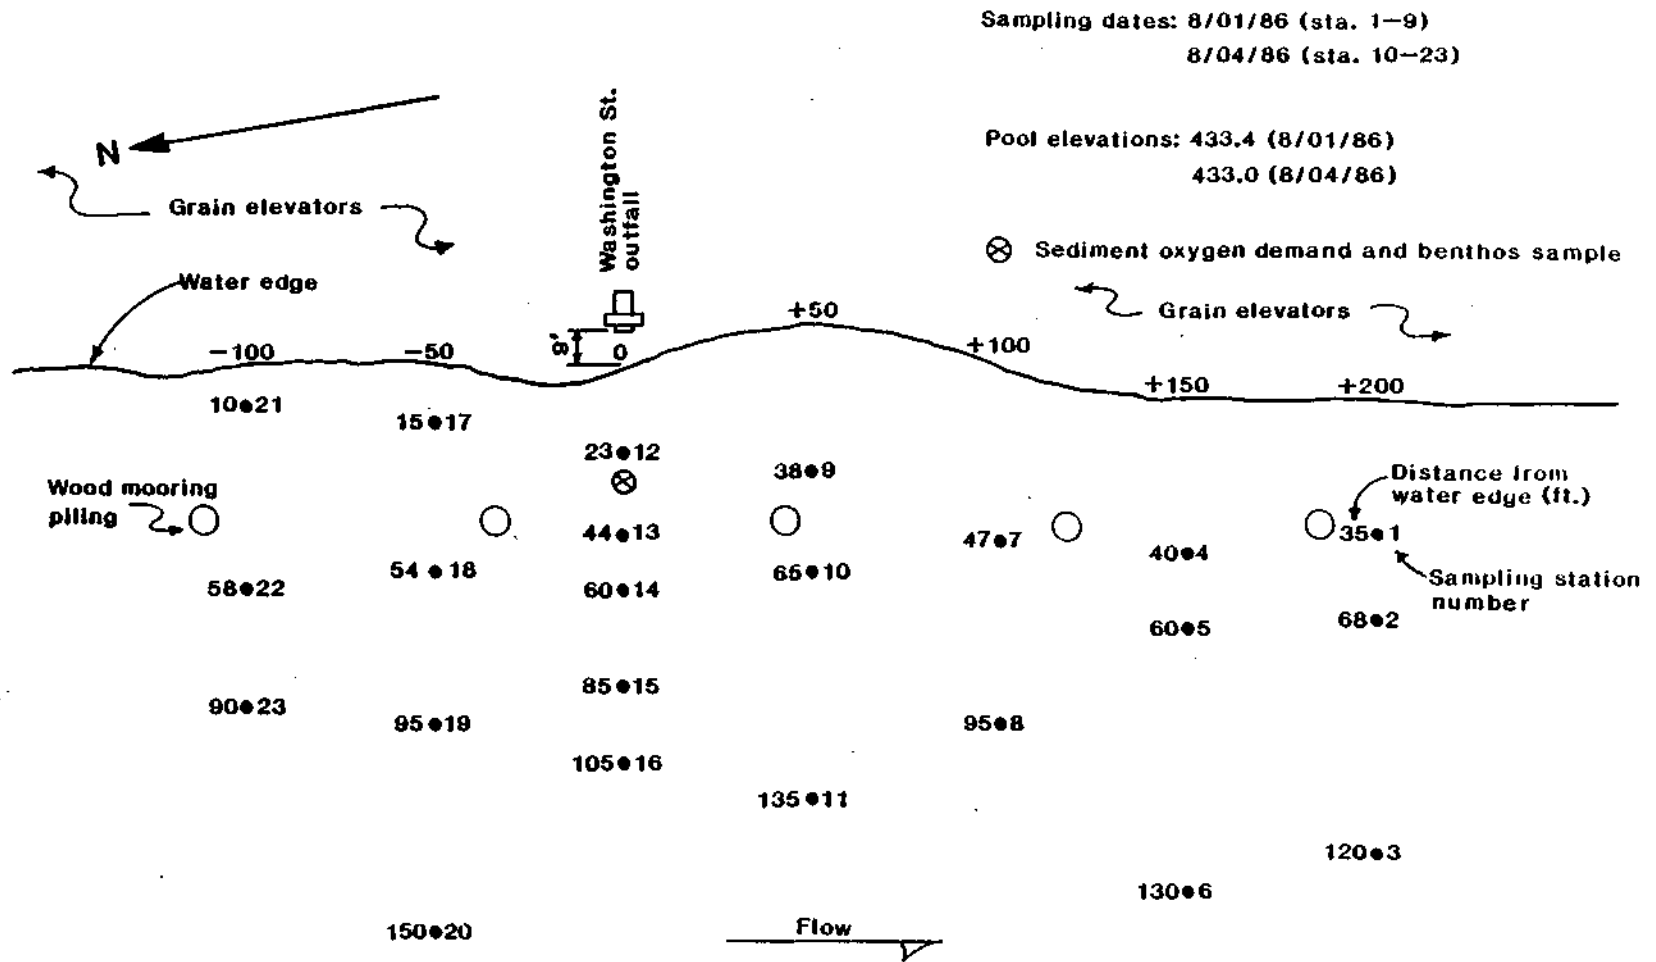 Sampling dates: 8/01/86 (sta. 1-9)
8/04/86 (sta. 10-23)
Pool elevations: 433.4 (8/01/86)
433.0 (8/04/86)
N
Grain elevators
Washington St.
outfall
Sediment oxygen demand and benthos sample
Water edge
Grain elevators
8'
-100
-50
0
+50
+100
+150
+200
10 21
15 17
23 12
38 9
Distance from
water edge (ft.)
Wood mooring
piling
44 13
47 7
40 4
35 1
54 18
58 22
60 14
65 10
Sampling station
number
60 5
68 2
85 15
90 23
95 19
95 8
105 16
135 11
120 3
130 6
150 20
Flow